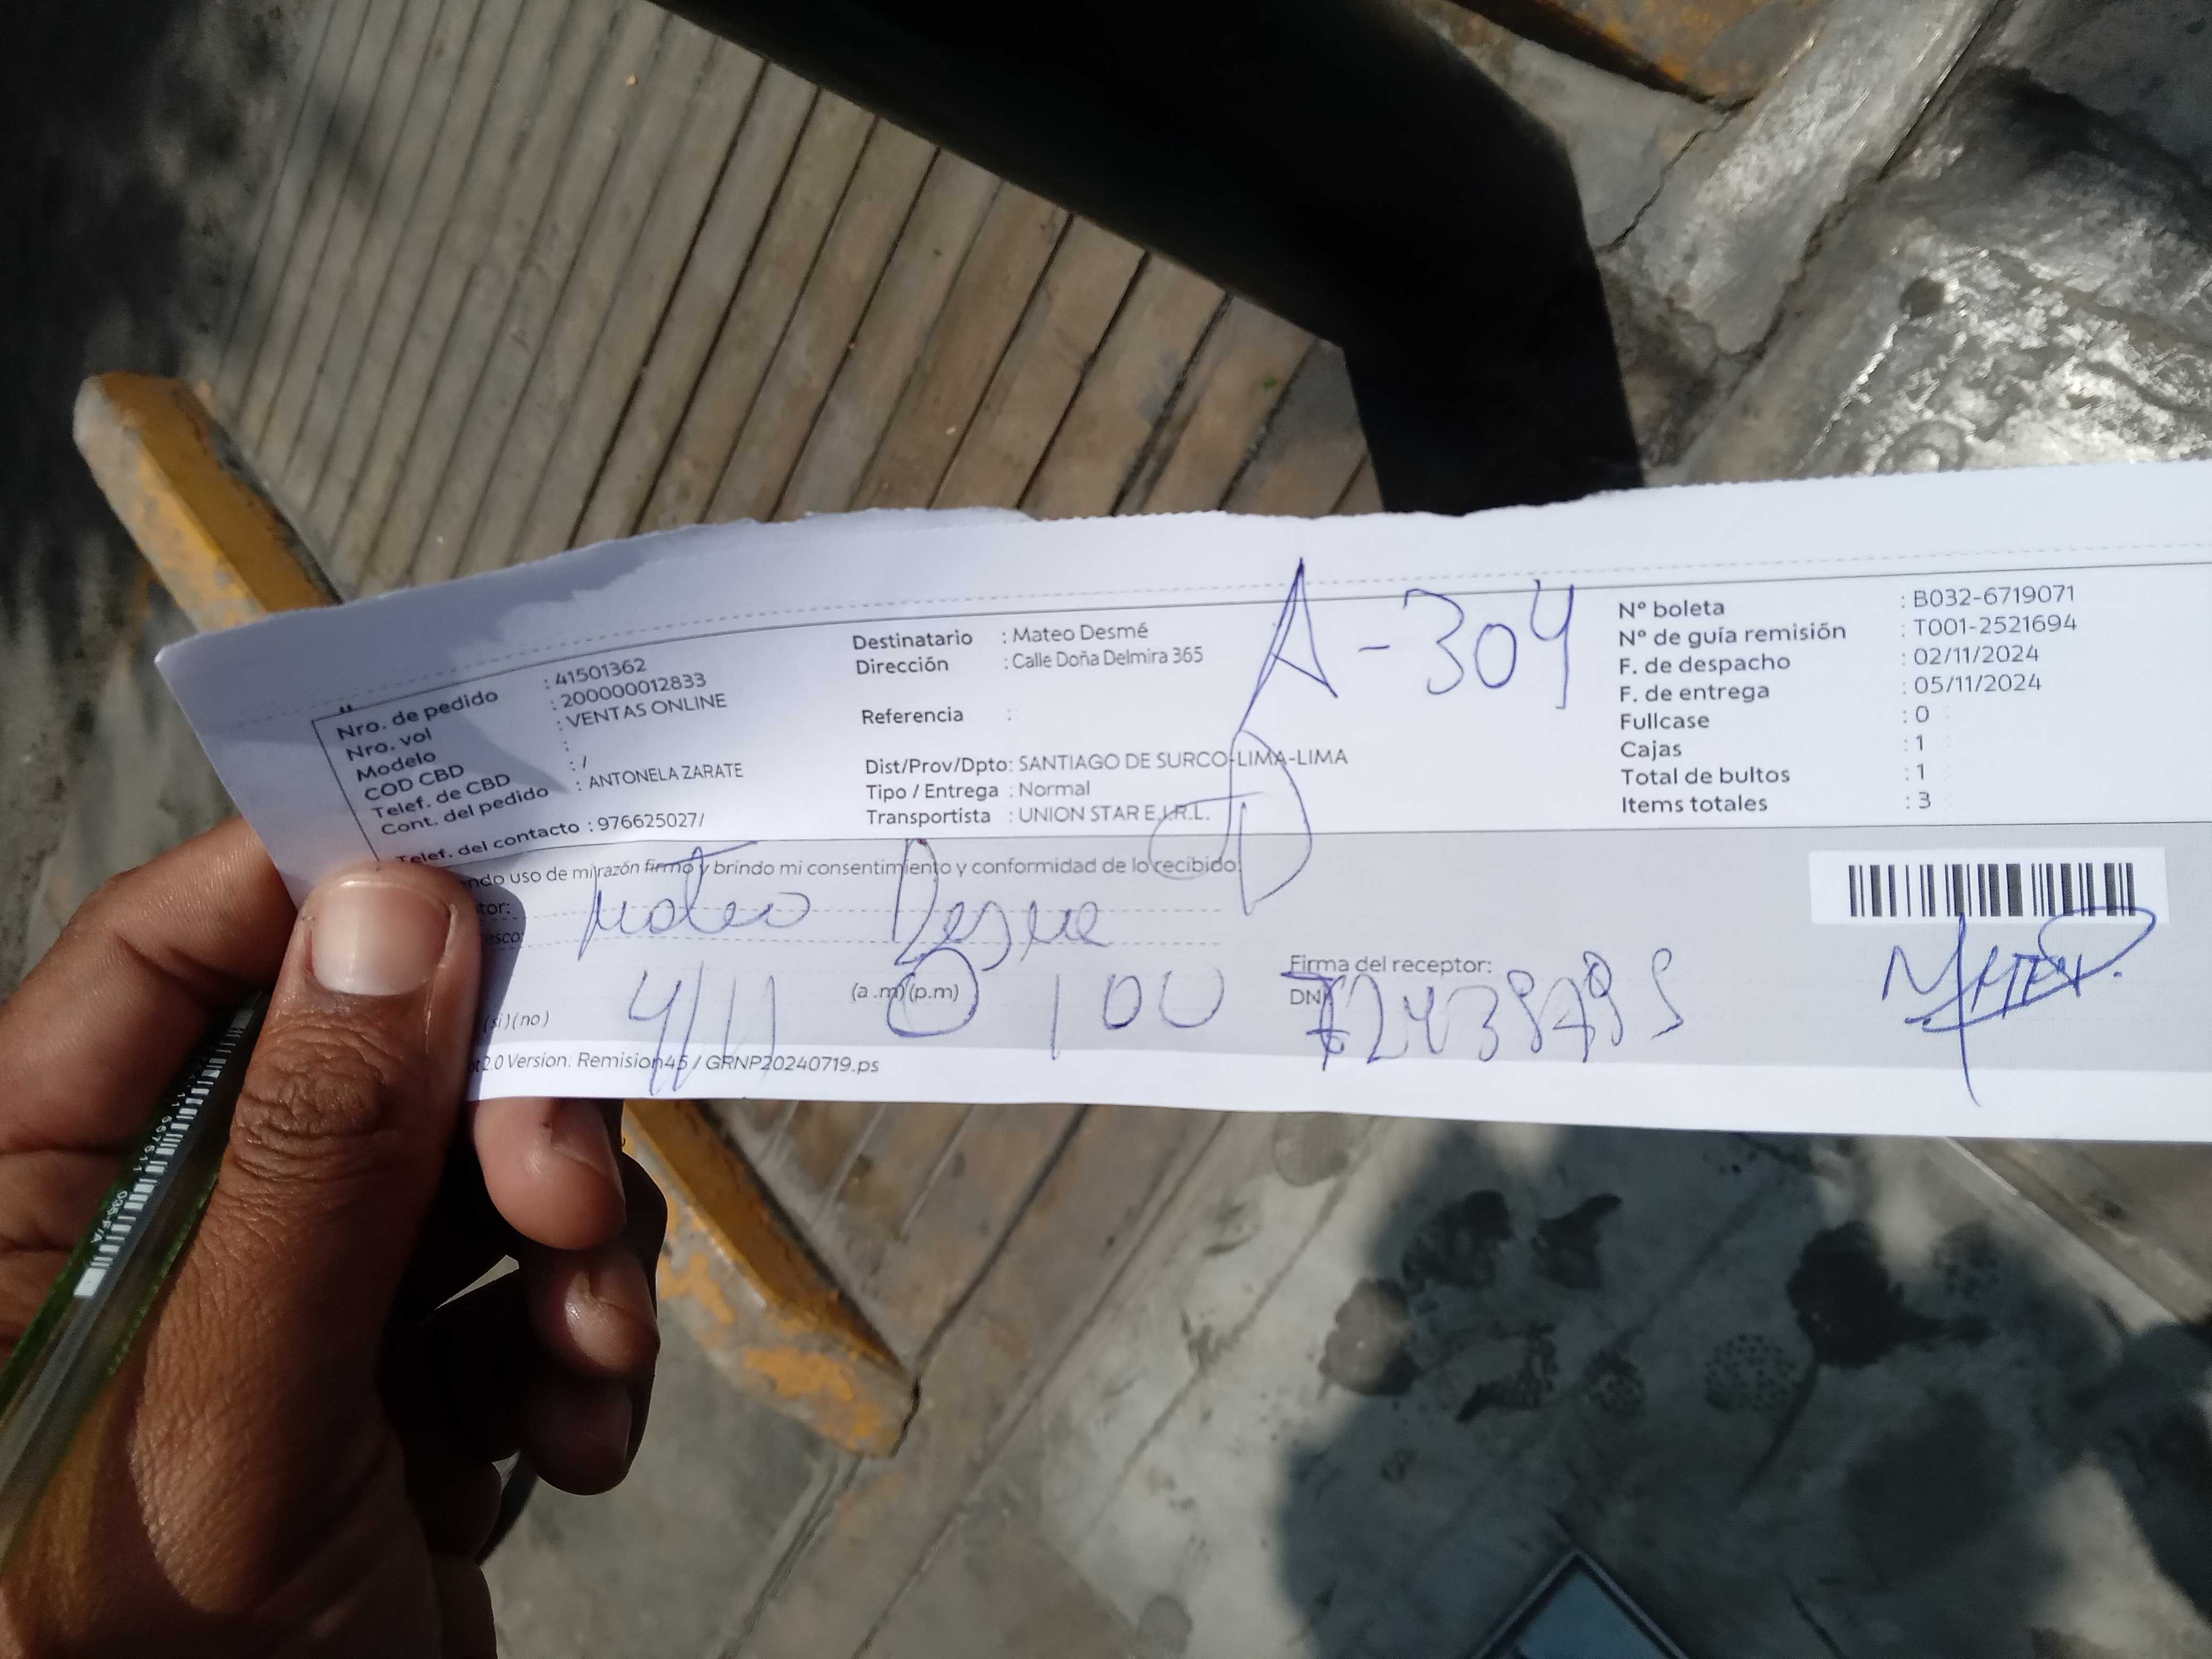 Nro. de pedido : 41501362
Nro. vol : 200000012833
Modelo : VENTAS ONLINE
COD CBD :
Telef. de CBD : /
Cont. del pedido : ANTONELA ZARATE
Telef. del contacto : 976625027/
Destinatario : Mateo Desmé
Dirección : Calle Doña Delmira 365
Referencia :
Dist/Prov/Dpto: SANTIAGO DE SURCO-LIMA-LIMA
Tipo / Entrega : Normal
Transportista : UNION STAR E.I.R.L.
A-304
Nº boleta : B032-6719071
Nº de guía remisión : T001-2521694
F. de despacho : 02/11/2024
F. de entrega : 05/11/2024
Fullcase : 0
Cajas : 1
Total de bultos : 1
Items totales : 3
ndo uso de mi razón firmo y brindo mi consentimiento y conformidad de lo recibido.
tor: Mateo Desme
esco:
(si)(no) 4/11 (a.m)(p.m) 1 00
Firma del receptor:
DNI
2.0 Version. Remision45 / GRNP20240719.ps